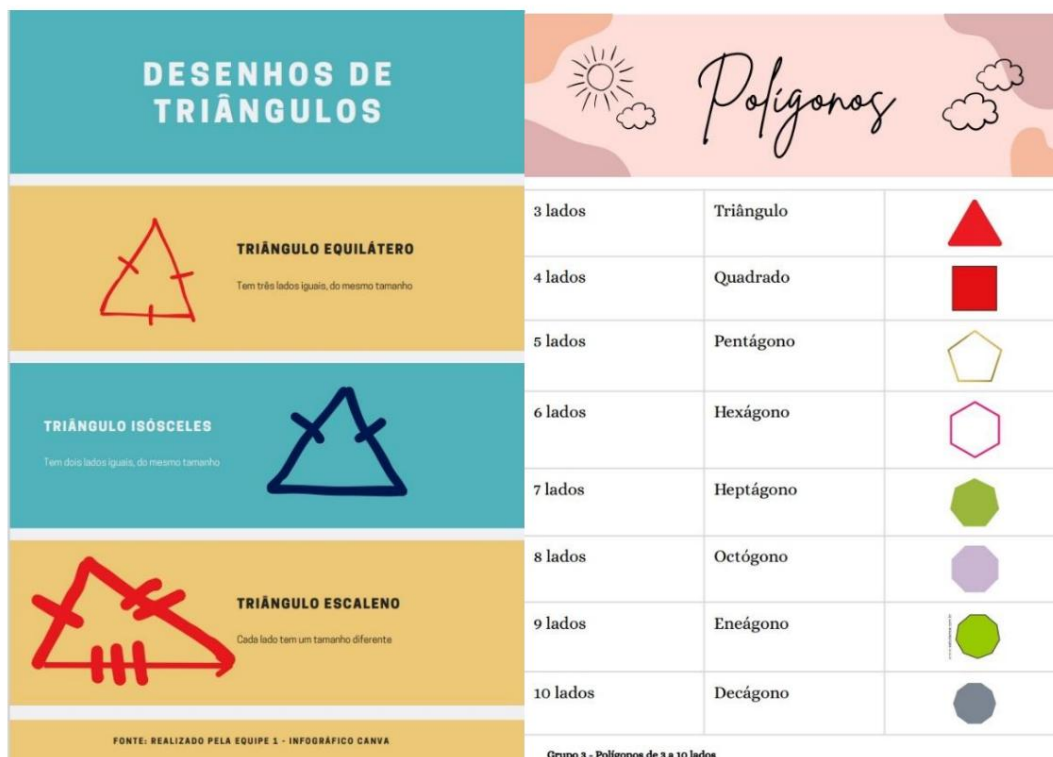 DESENHOS DE
TRIÂNGULOS
TRIÂNGULO EQUILÁTERO
Tem três lados iguais, do mesmo tamanho
TRIÂNGULO ISÓSCELES
Tem dois lados iguais, do mesmo tamanho
TRIÂNGULO ESCALENO
Cada lado tem um tamanho diferente
FONTE: REALIZADO PELA EQUIPE 1 - INFOGRÁFICO CANVA
Polígonos
3 lados Triângulo
4 lados Quadrado
5 lados Pentágono
6 lados Hexágono
7 lados Heptágono
8 lados Octógono
9 lados Eneágono
10 lados Decágono
Grupo 3 - Polígonos de 3 a 10 lados